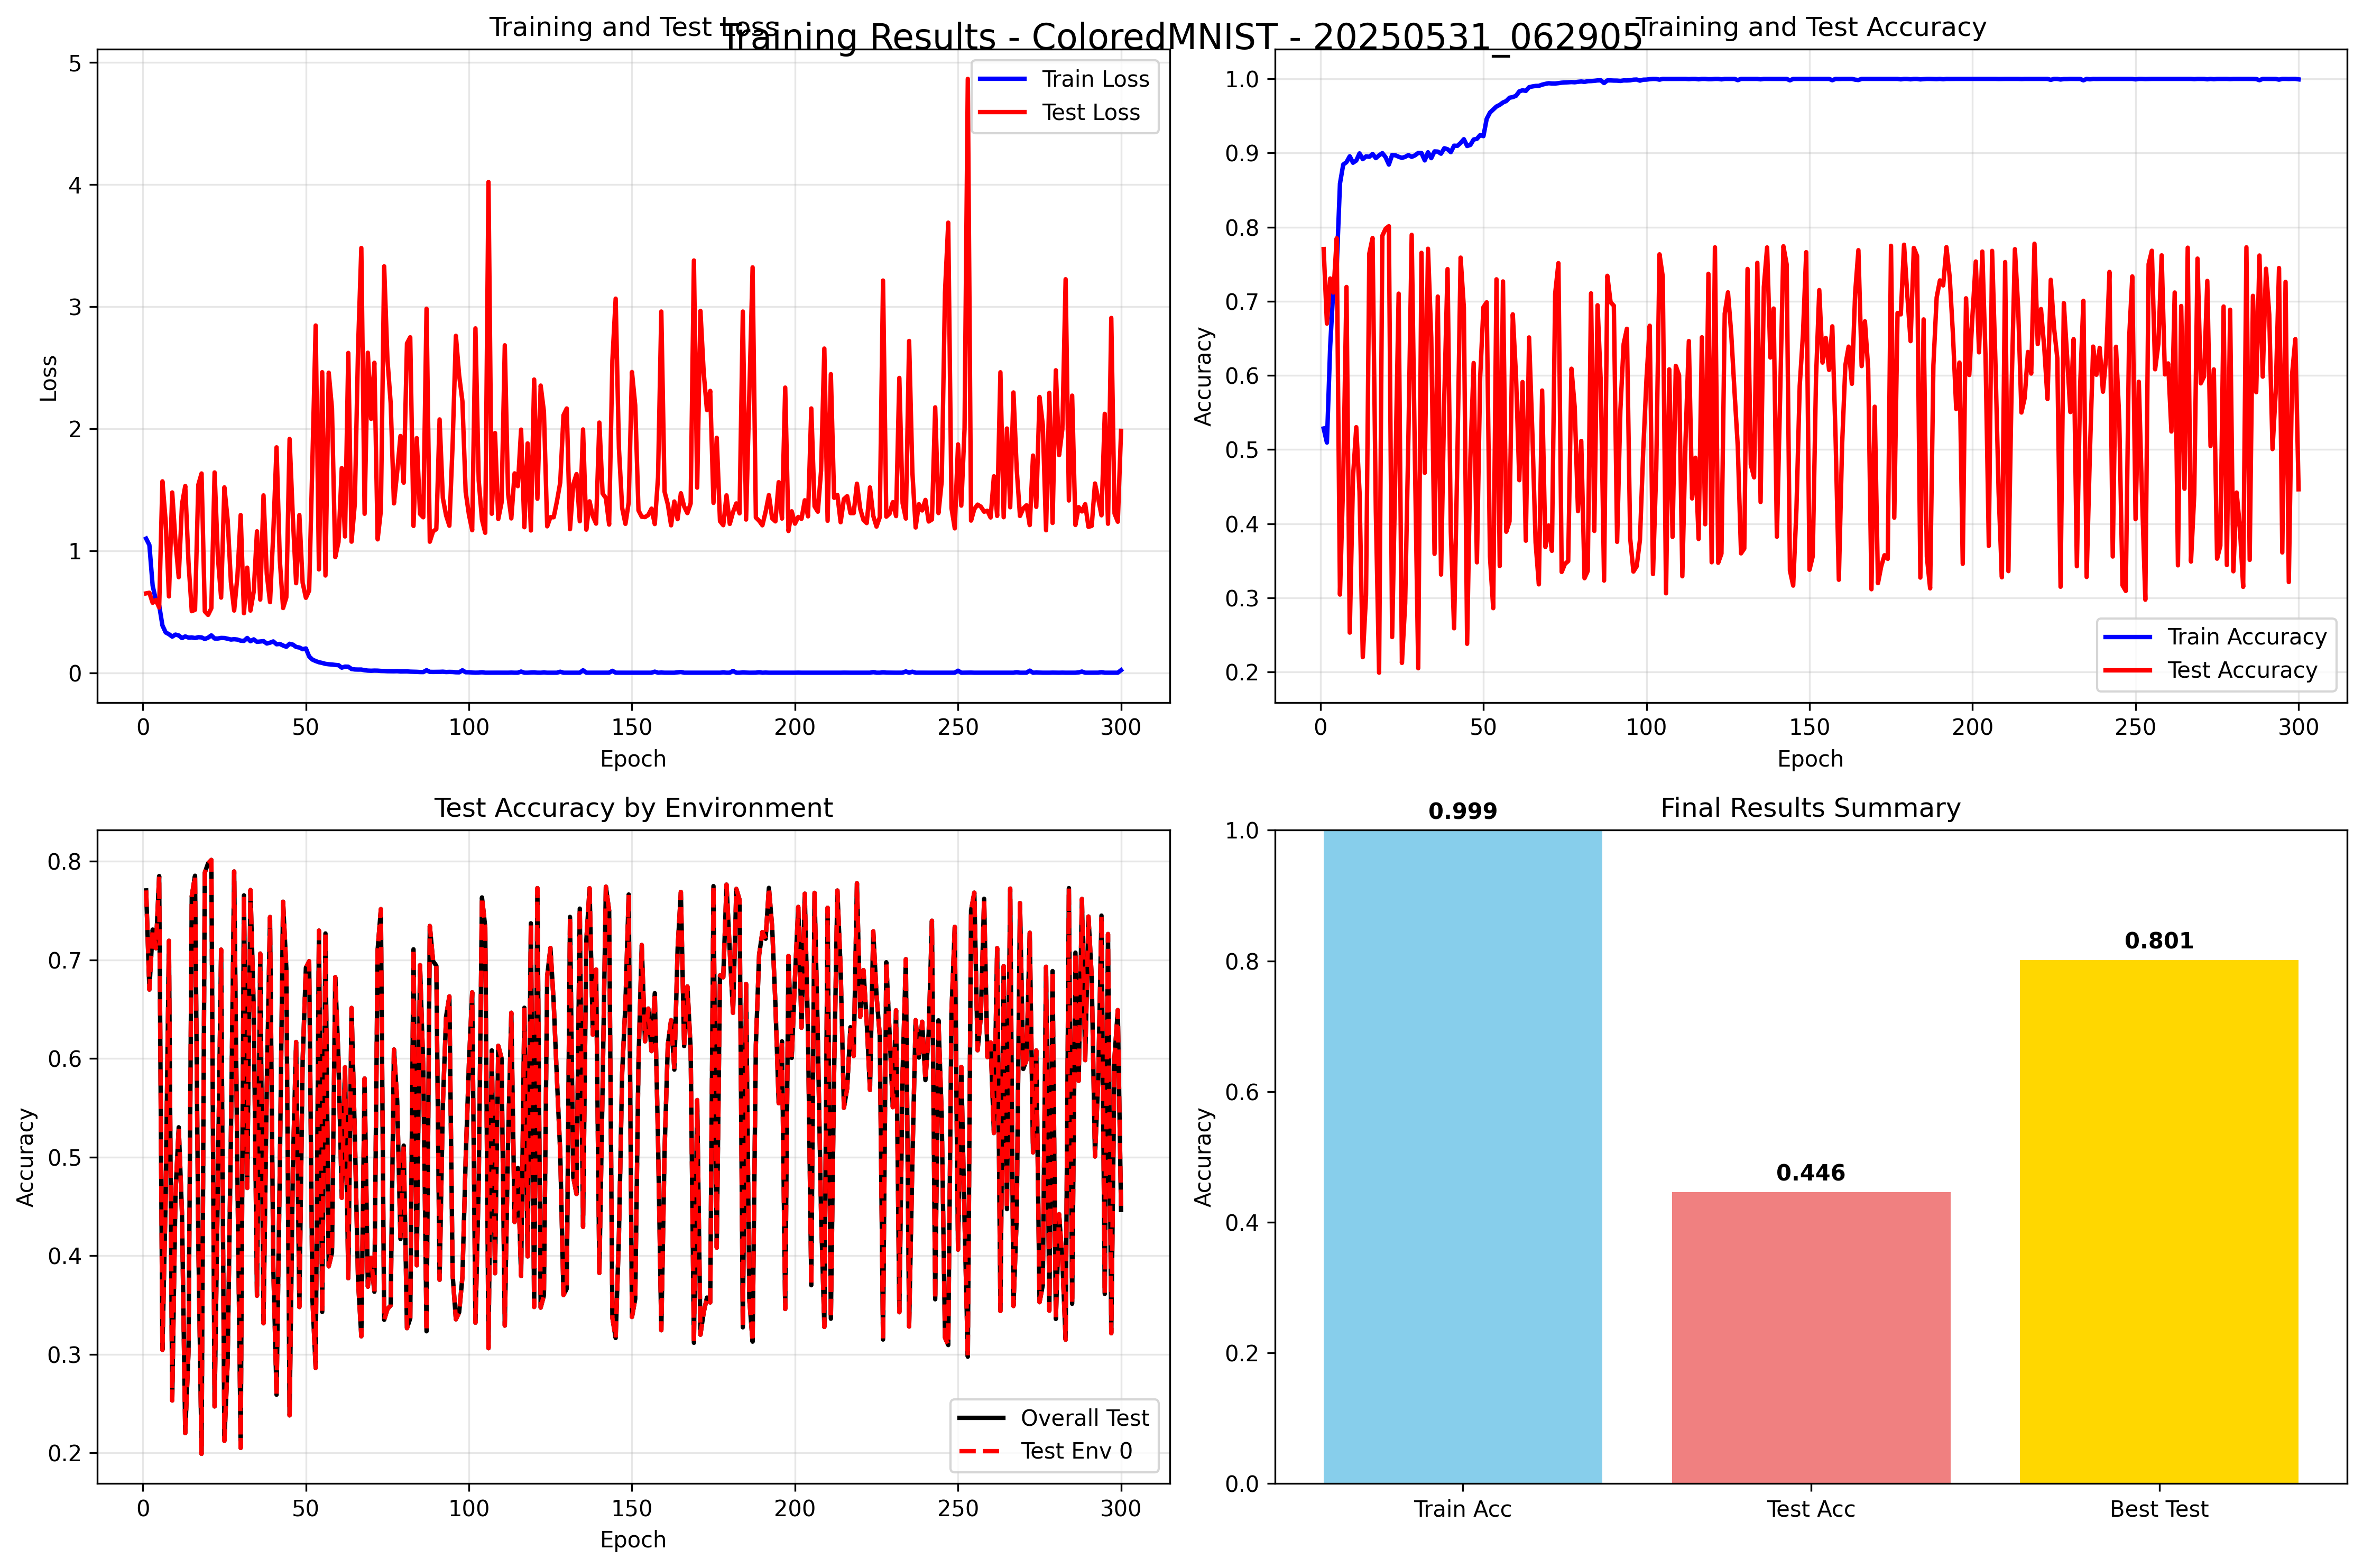 Training Results - ColoredMNIST - 20250531_062905
Training and Test Loss
5
4
3
2
1
0
Loss
Train Loss
Test Loss
0 50 100 150 200 250 300
Epoch
Training and Test Accuracy
1.0
0.9
0.8
0.7
0.6
0.5
0.4
0.3
0.2
Accuracy
Train Accuracy
Test Accuracy
0 50 100 150 200 250 300
Epoch
Test Accuracy by Environment
0.8
0.7
0.6
0.5
0.4
0.3
0.2
Accuracy
Overall Test
Test Env 0
0 50 100 150 200 250 300
Epoch
Final Results Summary
1.0
0.8
0.6
0.4
0.2
0.0
Accuracy
0.999
0.446
0.801
Train Acc Test Acc Best Test